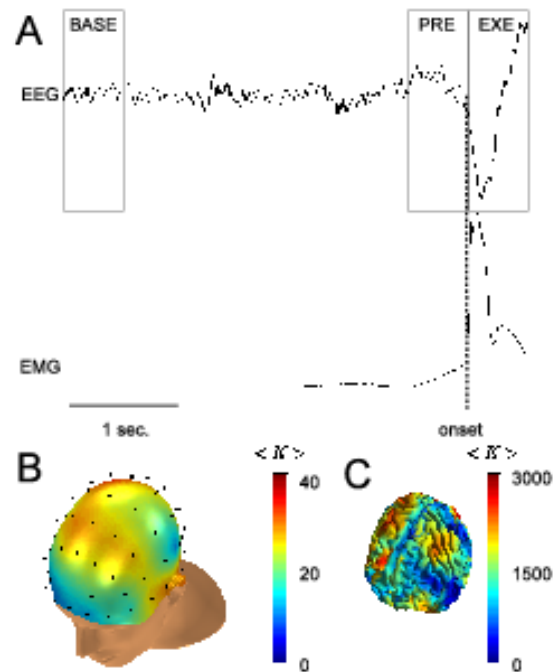 A
BASE PRE EXE
EEG
EMG
1 sec. onset
B < K > C < K >
40 3000
20 1500
0 0